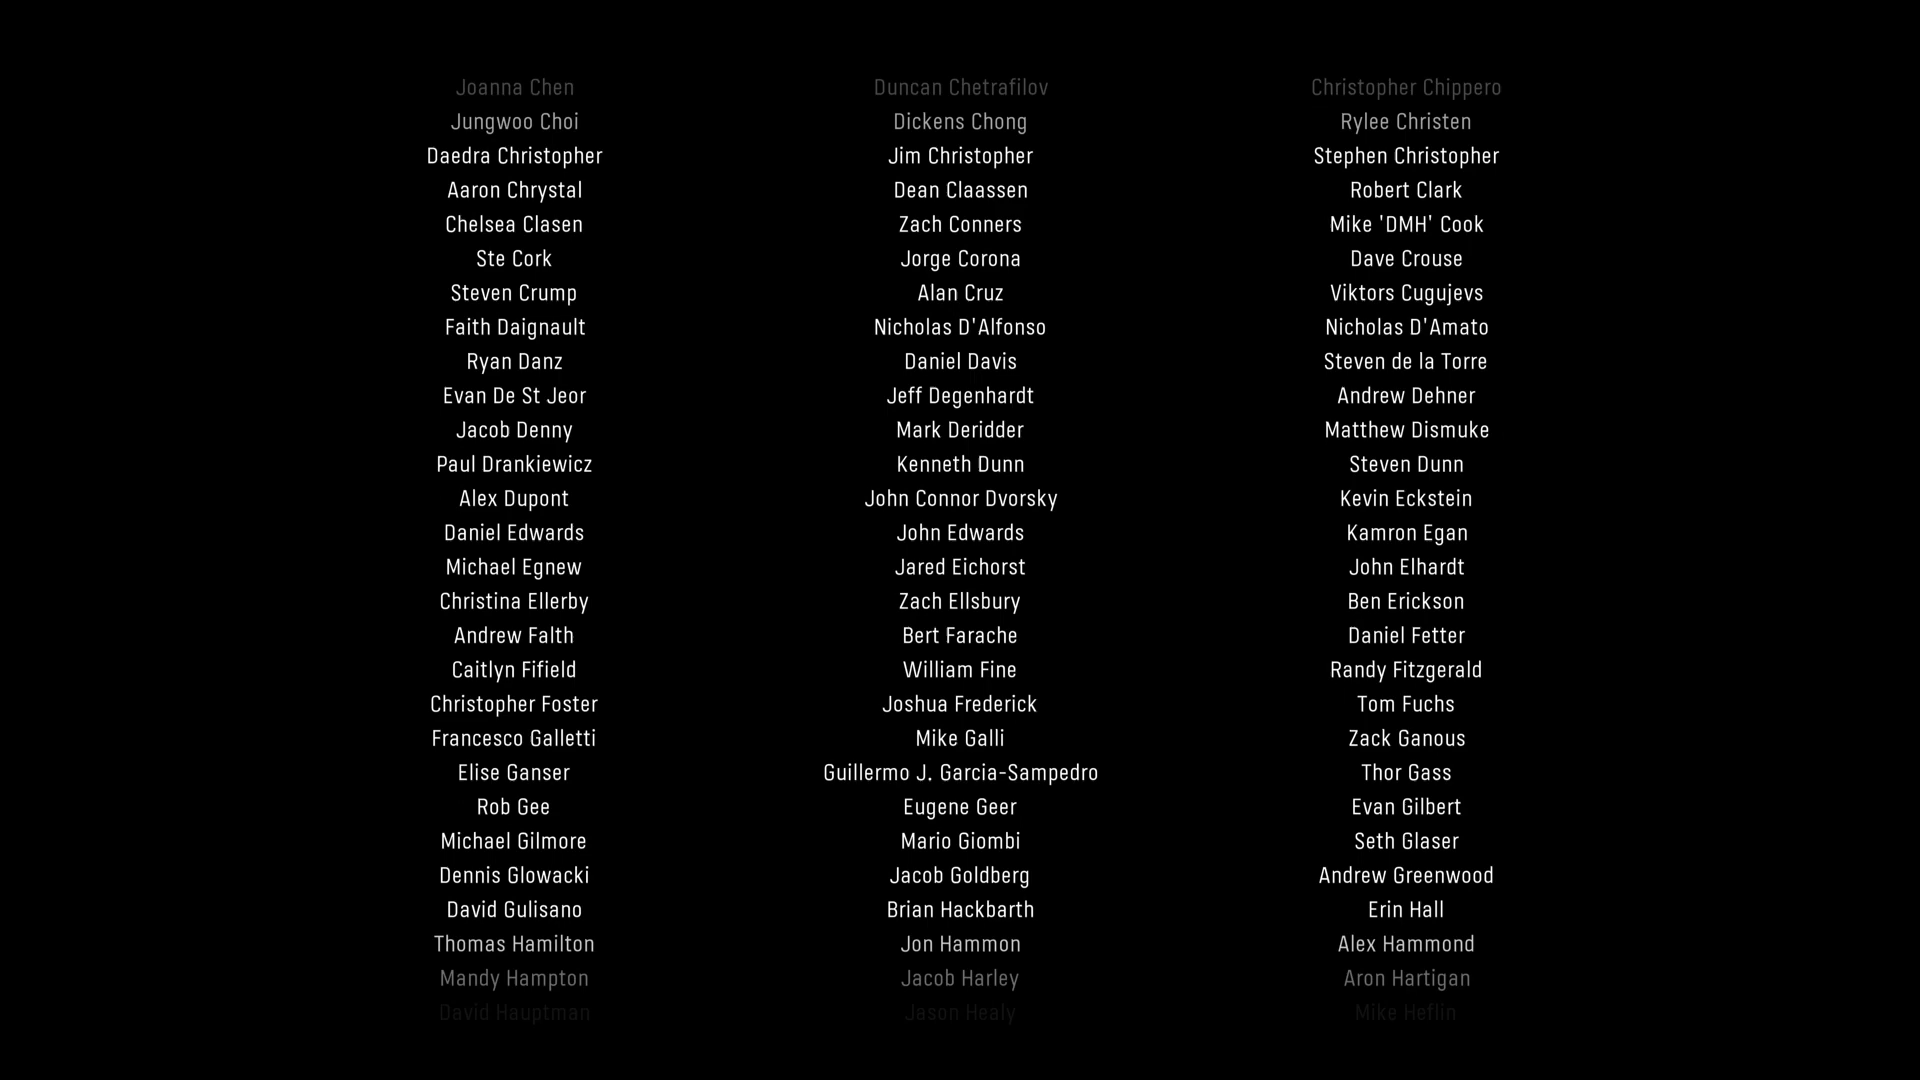 Joanna Chen Duncan Chetrafilov Christopher Chippero
Jungwoo Choi Dickens Chong Rylee Christen
Daedra Christopher Jim Christopher Stephen Christopher
Aaron Chrystal Dean Claassen Robert Clark
Chelsea Clasen Zach Conners Mike 'DMH' Cook
Ste Cork Jorge Corona Dave Crouse
Steven Crump Alan Cruz Viktors Cugujevs
Faith Daignault Nicholas D'Alfonso Nicholas D'Amato
Ryan Danz Daniel Davis Steven de la Torre
Evan De St Jeor Jeff Degenhardt Andrew Dehner
Jacob Denny Mark Deridder Matthew Dismuke
Paul Drankiewicz Kenneth Dunn Steven Dunn
Alex Dupont John Connor Dvorsky Kevin Eckstein
Daniel Edwards John Edwards Kamron Egan
Michael Egnew Jared Eichorst John Elhardt
Christina Ellerby Zach Ellsbury Ben Erickson
Andrew Falth Bert Farache Daniel Fetter
Caitlyn Fifield William Fine Randy Fitzgerald
Christopher Foster Joshua Frederick Tom Fuchs
Francesco Galletti Mike Galli Zack Ganous
Elise Ganser Guillermo J. Garcia-Sampedro Thor Gass
Rob Gee Eugene Geer Evan Gilbert
Michael Gilmore Mario Giombi Seth Glaser
Dennis Glowacki Jacob Goldberg Andrew Greenwood
David Gulisano Brian Hackbarth Erin Hall
Thomas Hamilton Jon Hammon Alex Hammond
Mandy Hampton Jacob Harley Aron Hartigan
David Hauptman Jason Healy Mike Heflin